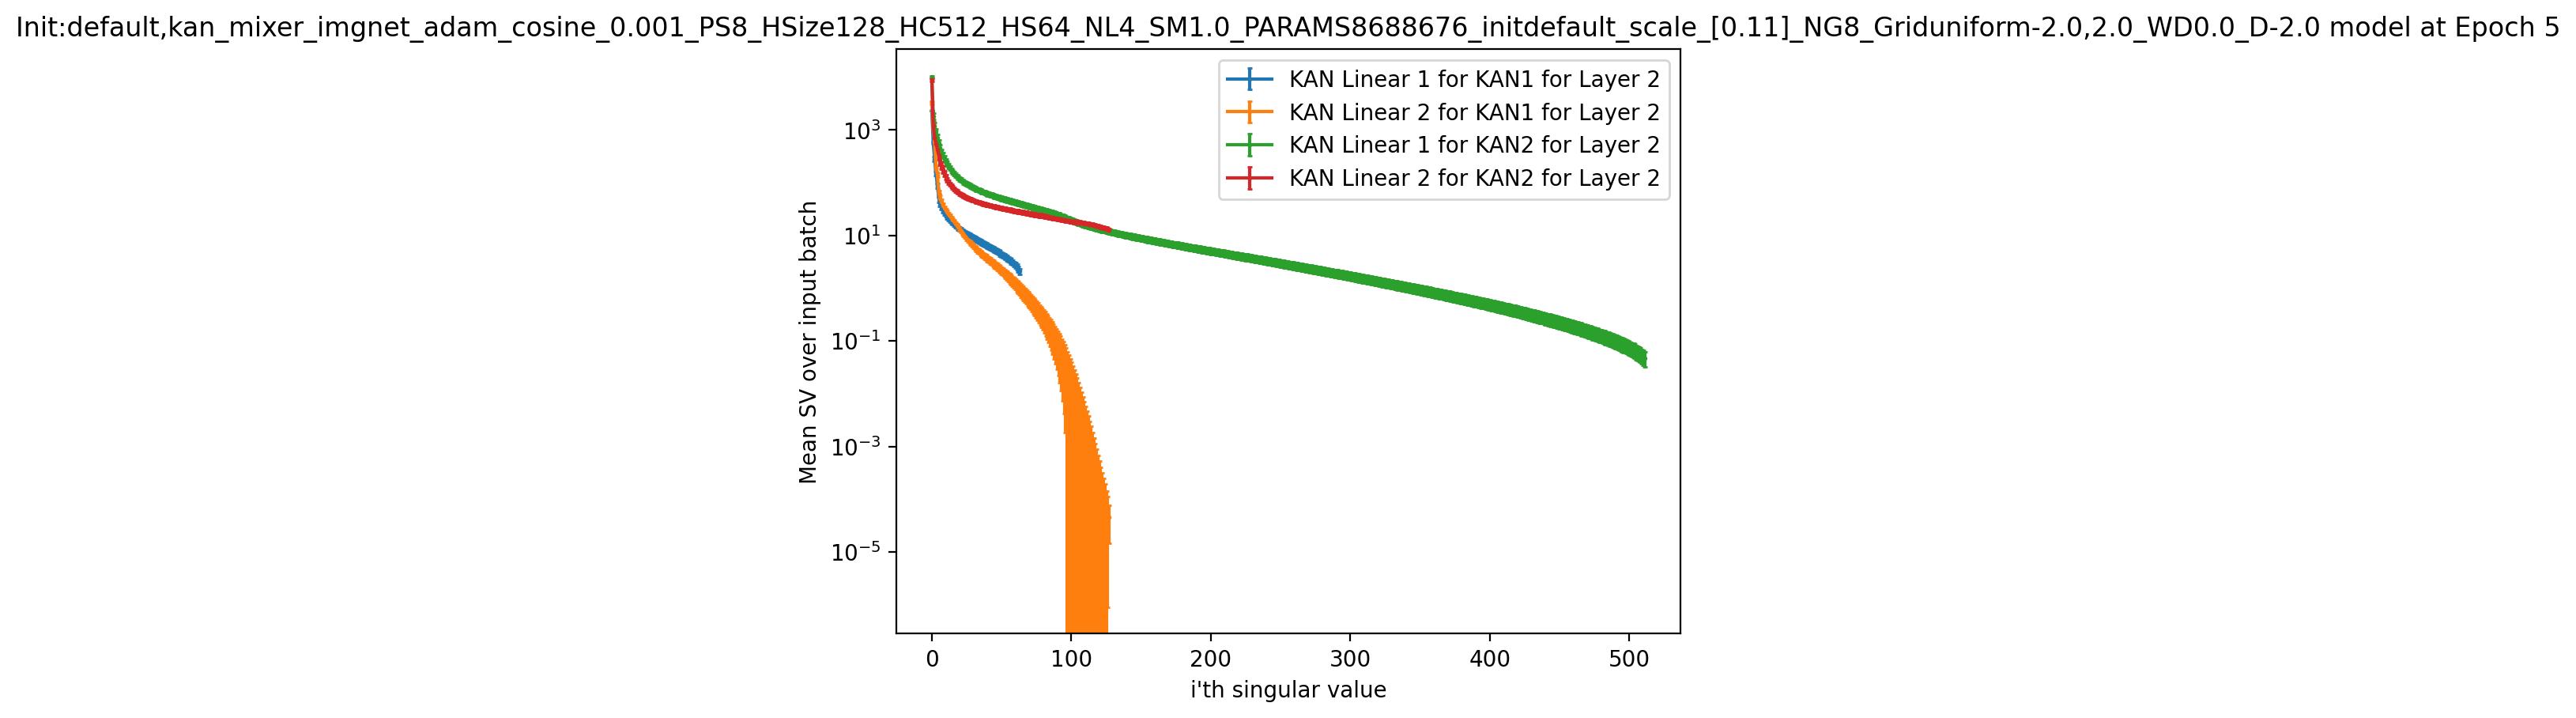 Init:default,kan_mixer_imgnet_adam_cosine_0.001_PS8_HSize128_HC512_HS64_NL4_SM1.0_PARAMS8688676_initdefault_scale_[0.11]_NG8_Griduniform-2.0,2.0_WD0.0_D-2.0 model at Epoch 5
KAN Linear 1 for KAN1 for Layer 2
KAN Linear 2 for KAN1 for Layer 2
KAN Linear 1 for KAN2 for Layer 2
KAN Linear 2 for KAN2 for Layer 2
Mean SV over input batch
10³
10¹
10⁻¹
10⁻³
10⁻⁵
0 100 200 300 400 500
i'th singular value